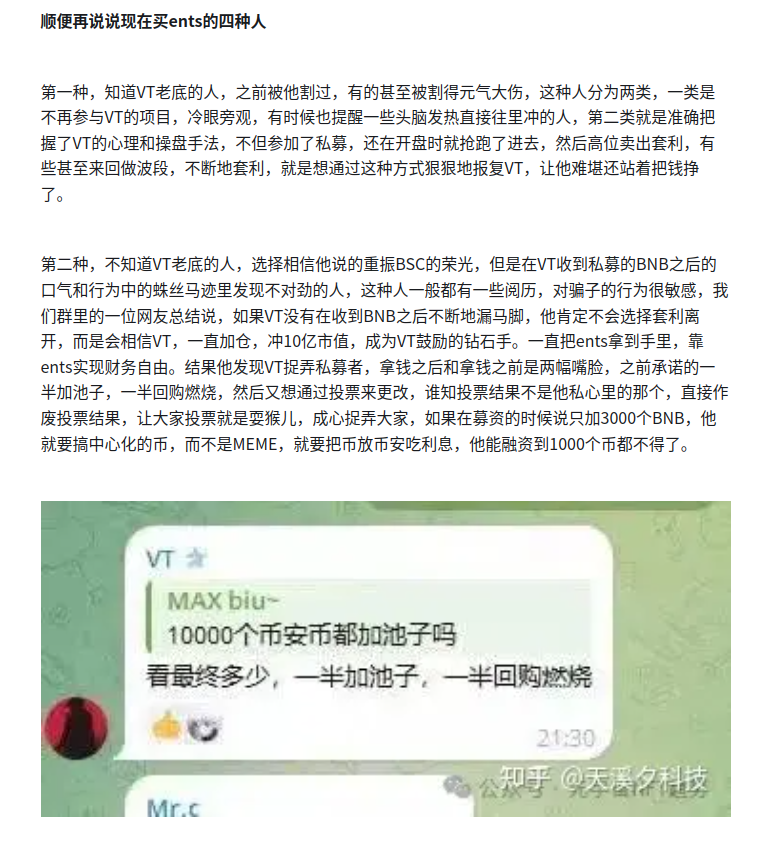 顺便再说说现在买ents的四种人
第一种，知道VT老底的人，之前被他割过，有的甚至被割得元气大伤，这种人分为两类，一类是
不再参与VT的项目，冷眼旁观，有时候也提醒一些头脑发热直接往里冲的人，第二类就是准确把
握了VT的心理和操盘手法，不但参加了私募，还在开盘时就抢跑了进去，然后高位卖出套利，有
些甚至来回做波段，不断地套利，就是想通过这种方式狠狠地报复VT，让他难堪还站着把钱挣
了。
第二种，不知道VT老底的人，选择相信他说的重振BSC的荣光，但是在VT收到私募的BNB之后的
口气和行为中的蛛丝马迹里发现不对劲的人，这种人一般都有一些阅历，对骗子的行为很敏感，我
们群里的一位网友总结说，如果VT没有在收到BNB之后不断地漏马脚，他肯定不会选择套利离
开，而是会相信VT，一直加仓，冲10亿市值，成为VT鼓励的钻石手。一直把ents拿到手里，靠
ents实现财务自由。结果他发现VT捉弄私募者，拿钱之后和拿钱之前是两幅嘴脸，之前承诺的一
半加池子，一半回购燃烧，然后又想通过投票来更改，谁知投票结果不是他私心里的那个，直接作
废投票结果，让大家投票就是耍猴儿，成心捉弄大家，如果在募资的时候说只加3000个BNB，他
就要搞中心化的币，而不是MEME，就要把币放币安吃利息，他能融资到1000个币都不得了。
VT
MAX biu~
10000个币安币都加池子吗
看最终多少，一半加池子，一半回购燃烧
21:30
知乎 @天溪夕科技
公众号
Mr.c